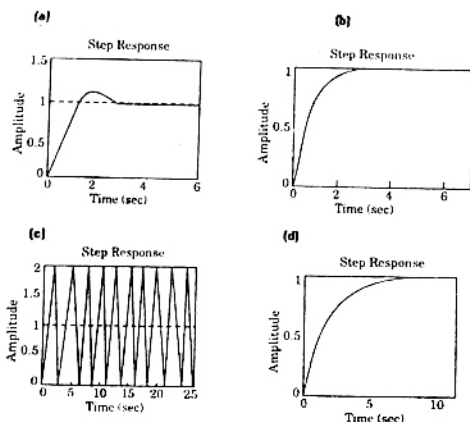 (a)
Step Response
1.5
1
0.5
0
Amplitude
0 2 4 6
Time (sec)
(b)
Step Response
1
0.5
0
Amplitude
0 2 4 6
Time (sec)
(c)
Step Response
2
1.5
1
0.5
0
Amplitude
0 5 10 15 20 25
Time (sec)
(d)
Step Response
1
0.5
0
Amplitude
0 5 10
Time (sec)